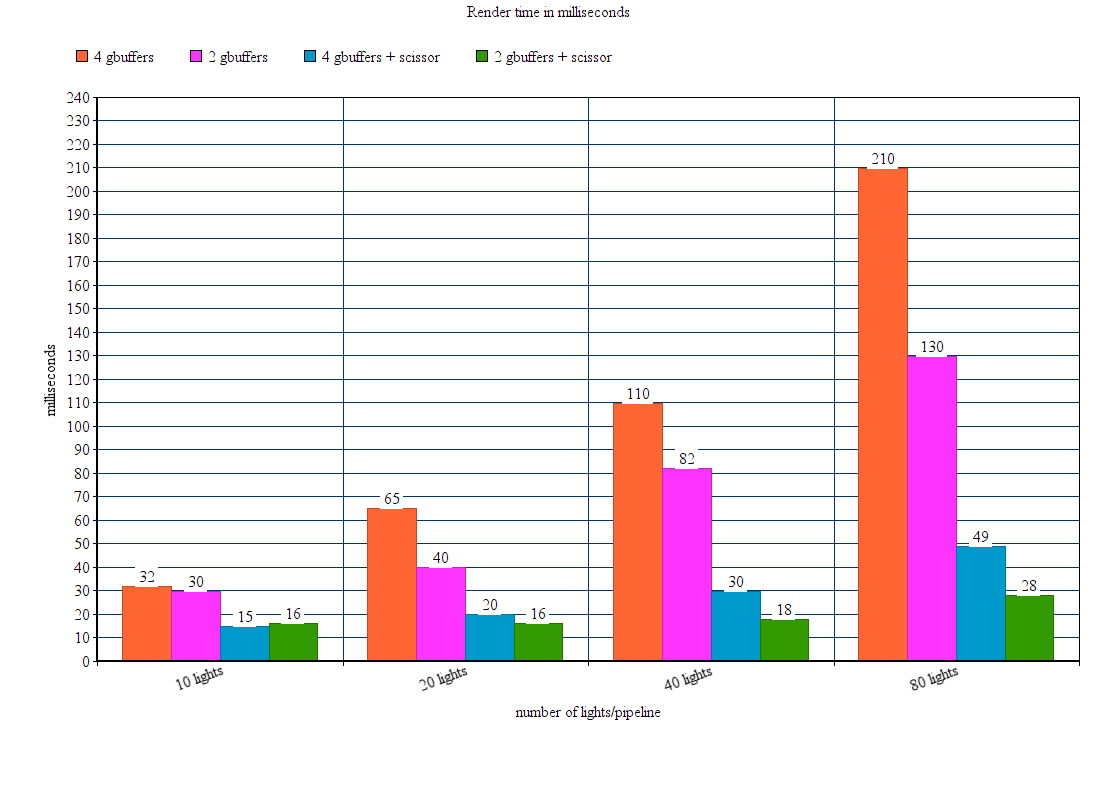 Render time in milliseconds
4 gbuffers 2 gbuffers 4 gbuffers + scissor 2 gbuffers + scissor
240
230
220
210
200
190
180
170
160
150
140
130
120
110
100
90
80
70
60
50
40
30
20
10
0
milliseconds
32 30 15 16
65 40 20 16
110 82 30 18
210 130 49 28
10 lights 20 lights 40 lights 80 lights
number of lights/pipeline